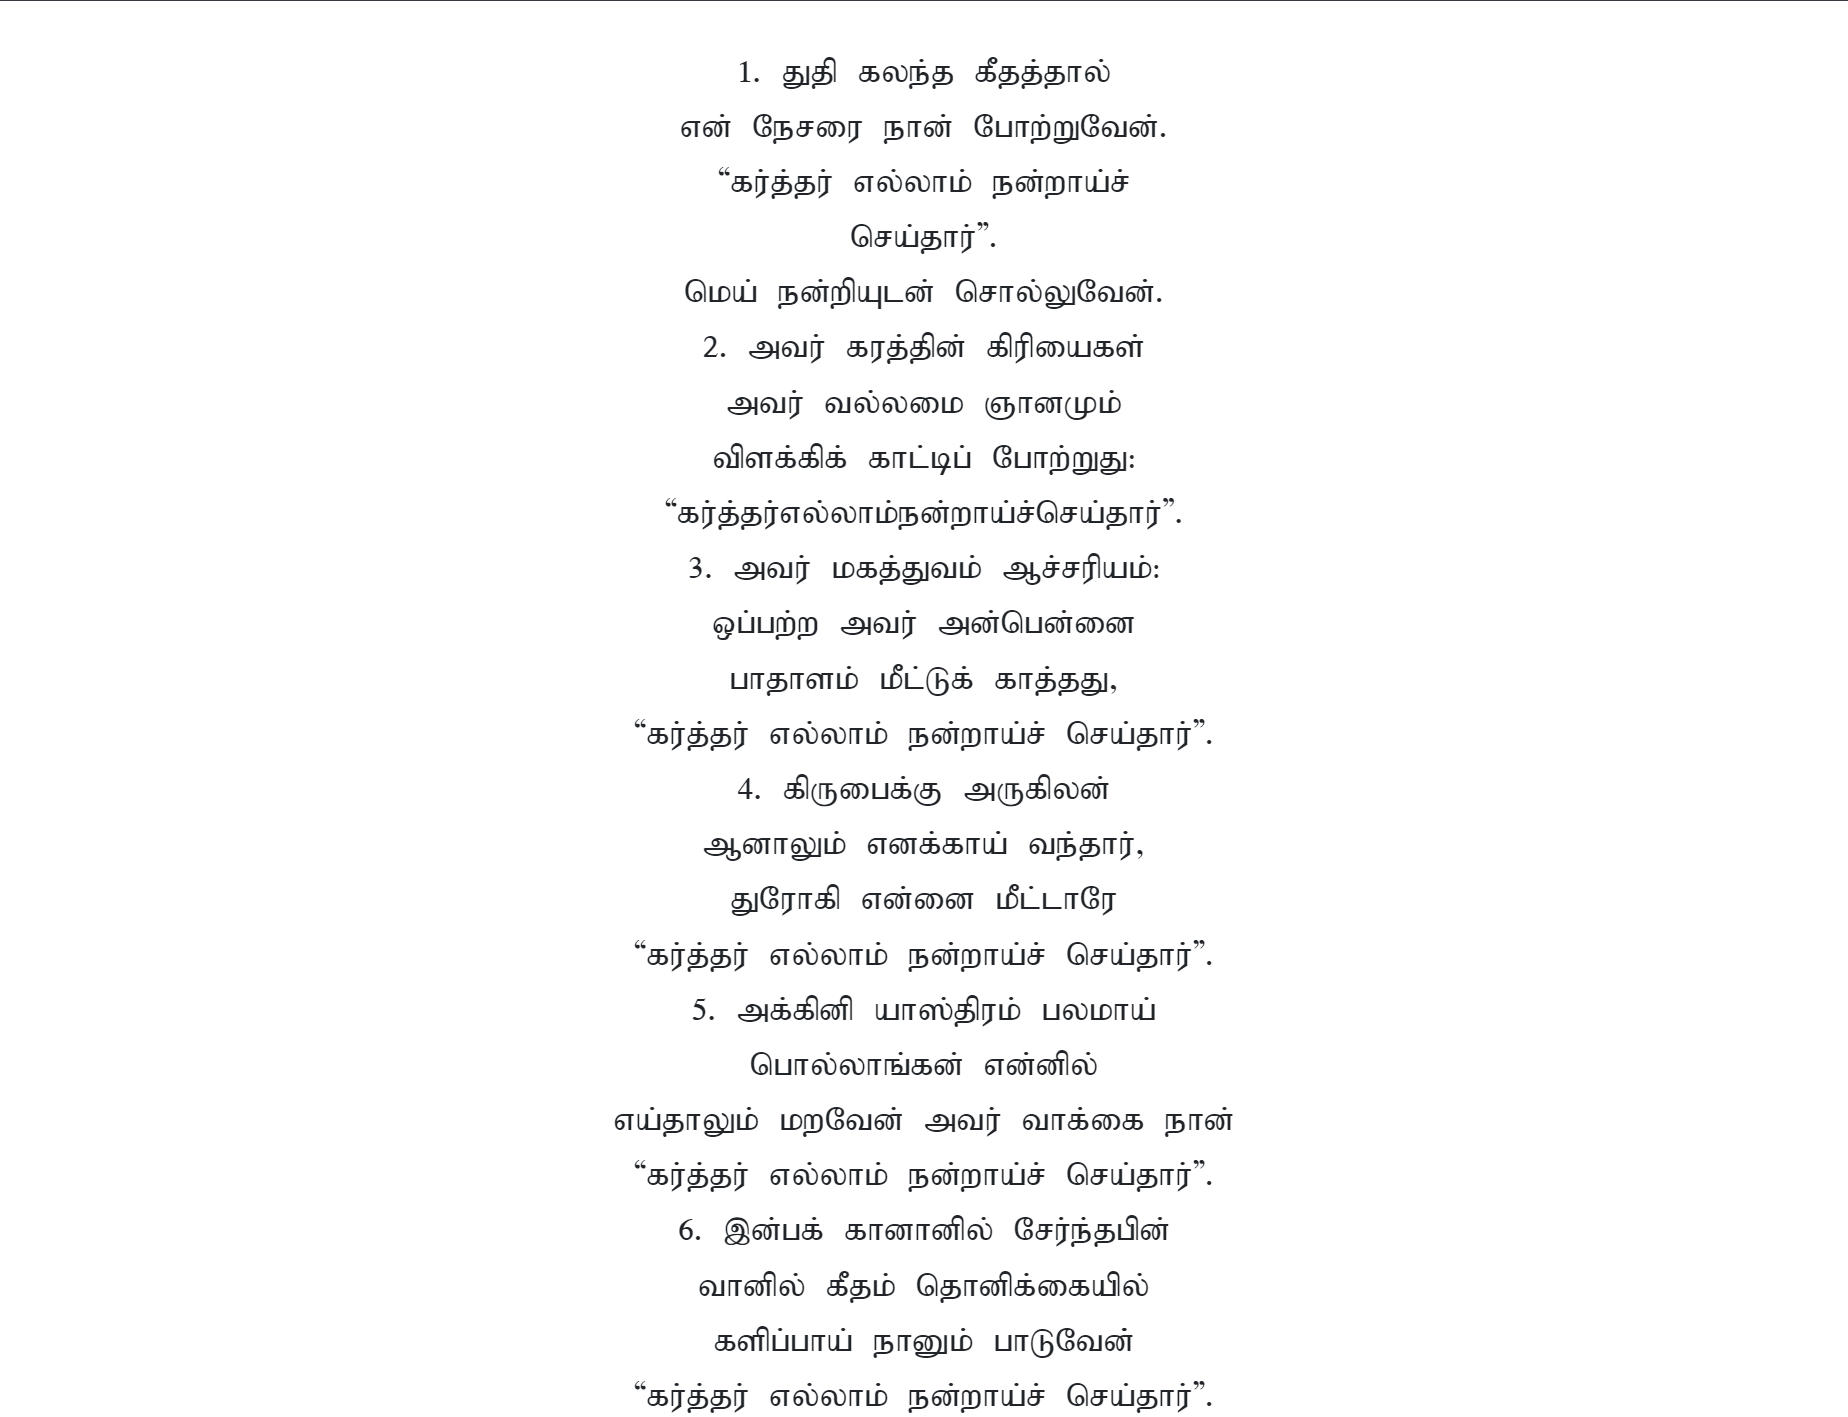 1. துதி கலந்த கீதத்தால்
என் நேசரை நான் போற்றுவேன்.
“கர்த்தர் எல்லாம் நன்றாய்ச்
செய்தார்”.
மெய் நன்றியுடன் சொல்லுவேன்.
2. அவர் கரத்தின் கிரியைகள்
அவர் வல்லமை ஞானமும்
விளக்கிக் காட்டிப் போற்றுது:
“கர்த்தர்எல்லாம்நன்றாய்ச்செய்தார்”.
3. அவர் மகத்துவம் ஆச்சரியம்:
ஒப்பற்ற அவர் அன்பென்னை
பாதாளம் மீட்டுக் காத்தது,
“கர்த்தர் எல்லாம் நன்றாய்ச் செய்தார்”.
4. கிருபைக்கு அருகிலன்
ஆனாலும் எனக்காய் வந்தார்,
துரோகி என்னை மீட்டாரே
“கர்த்தர் எல்லாம் நன்றாய்ச் செய்தார்”.
5. அக்கினி யாஸ்திரம் பலமாய்
பொல்லாங்கன் என்னில்
எய்தாலும் மறவேன் அவர் வாக்கை நான்
“கர்த்தர் எல்லாம் நன்றாய்ச் செய்தார்”.
6. இன்பக் கானானில் சேர்ந்தபின்
வானில் கீதம் தொனிக்கையில்
களிப்பாய் நானும் பாடுவேன்
“கர்த்தர் எல்லாம் நன்றாய்ச் செய்தார்”.